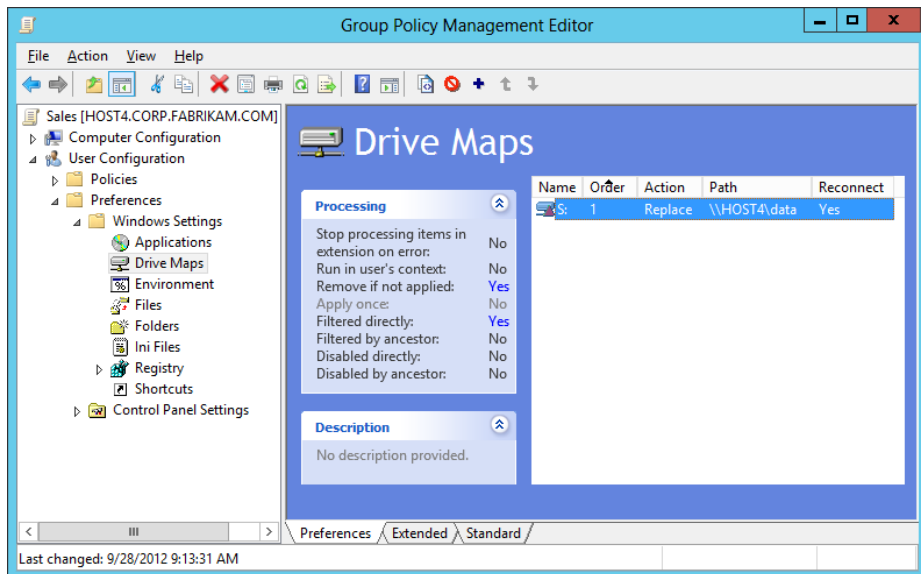 Group Policy Management Editor
File Action View Help
Sales [HOST4.CORP.FABRIKAM.COM]
Computer Configuration
User Configuration
Policies
Preferences
Windows Settings
Applications
Drive Maps
Environment
Files
Folders
Ini Files
Registry
Shortcuts
Control Panel Settings
Drive Maps
Processing
Stop processing items in
extension on error: No
Run in user's context: No
Remove if not applied: Yes
Apply once: No
Filtered directly: Yes
Filtered by ancestor: No
Disabled directly: No
Disabled by ancestor: No
Description
No description provided.
Name Order Action Path Reconnect
S: 1 Replace \\HOST4\data Yes
Preferences Extended Standard
Last changed: 9/28/2012 9:13:31 AM